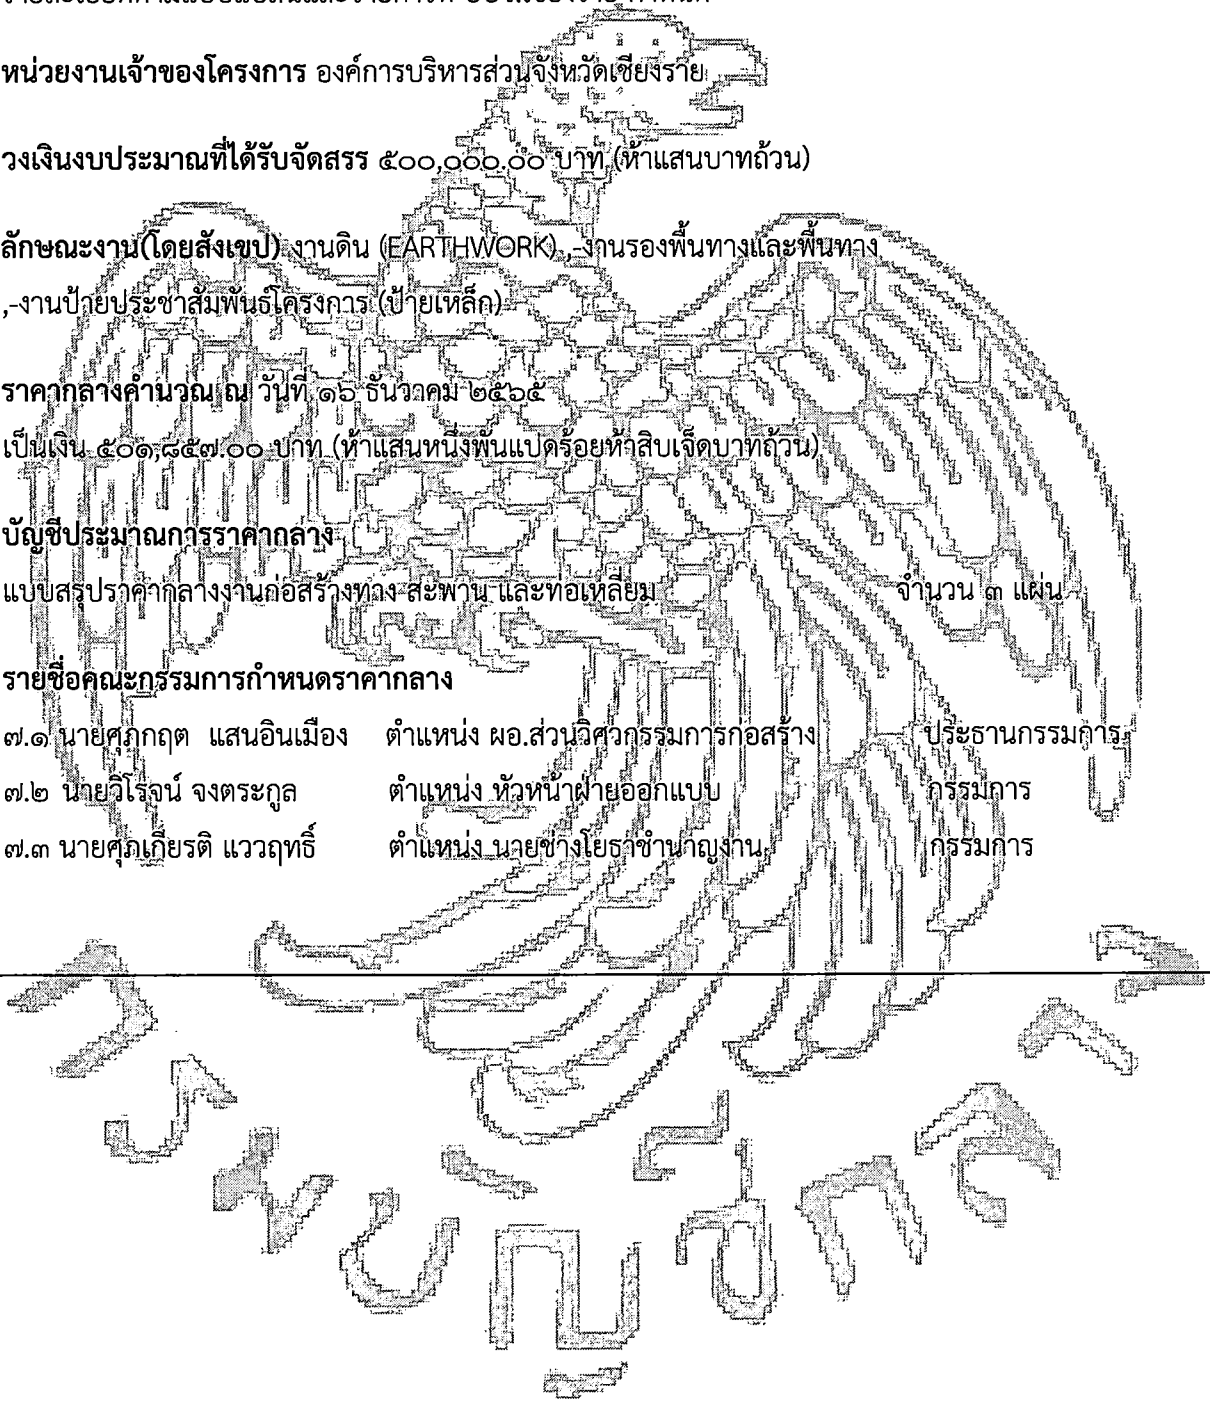 หน่วยงานเจ้าของโครงการ องค์การบริหารส่วนจังหวัดเชียงราย
วงเงินงบประมาณที่ได้รับจัดสรร ๕๐๐,๐๐๐.๐๐ บาท (ห้าแสนบาทถ้วน)
ลักษณะงาน(โดยสังเขป) งานดิน (EARTHWORK) ,-งานรองพื้นทางและพื้นทาง
,-งานป้ายประชาสัมพันธ์โครงการ (ป้ายเหล็ก)
ราคากลางคำนวณ ณ วันที่ ๑๖ ธันวาคม ๒๕๖๕
เป็นเงิน ๕๐๑,๘๕๗.๐๐ บาท (ห้าแสนหนึ่งพันแปดร้อยห้าสิบเจ็ดบาทถ้วน)
บัญชีประมาณการราคากลาง
แบบสรุปราคากลางงานก่อสร้างทาง สะพาน และท่อเหลี่ยม จำนวน ๓ แผ่น
รายชื่อคณะกรรมการกำหนดราคากลาง
๗.๑ นายศุภกฤต แสนอินเมือง ตำแหน่ง ผอ.ส่วนวิศวกรรมการก่อสร้าง ประธานกรรมการ
๗.๒ นายวิโรจน์ จงตระกูล ตำแหน่ง หัวหน้าฝ่ายออกแบบ กรรมการ
๗.๓ นายศุภเกียรติ แววฤทธิ์ ตำแหน่ง นายช่างโยธาชำนาญงาน กรรมการ
กรมบัญชีกลาง